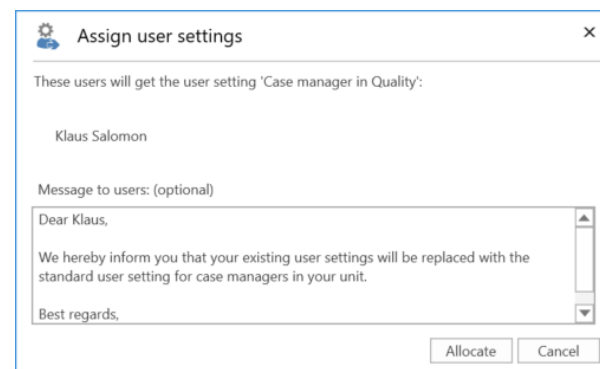 Assign user settings
These users will get the user setting 'Case manager in Quality':
Klaus Salomon
Message to users: (optional)
Dear Klaus,
We hereby inform you that your existing user settings will be replaced with the
standard user setting for case managers in your unit.
Best regards,
Allocate Cancel